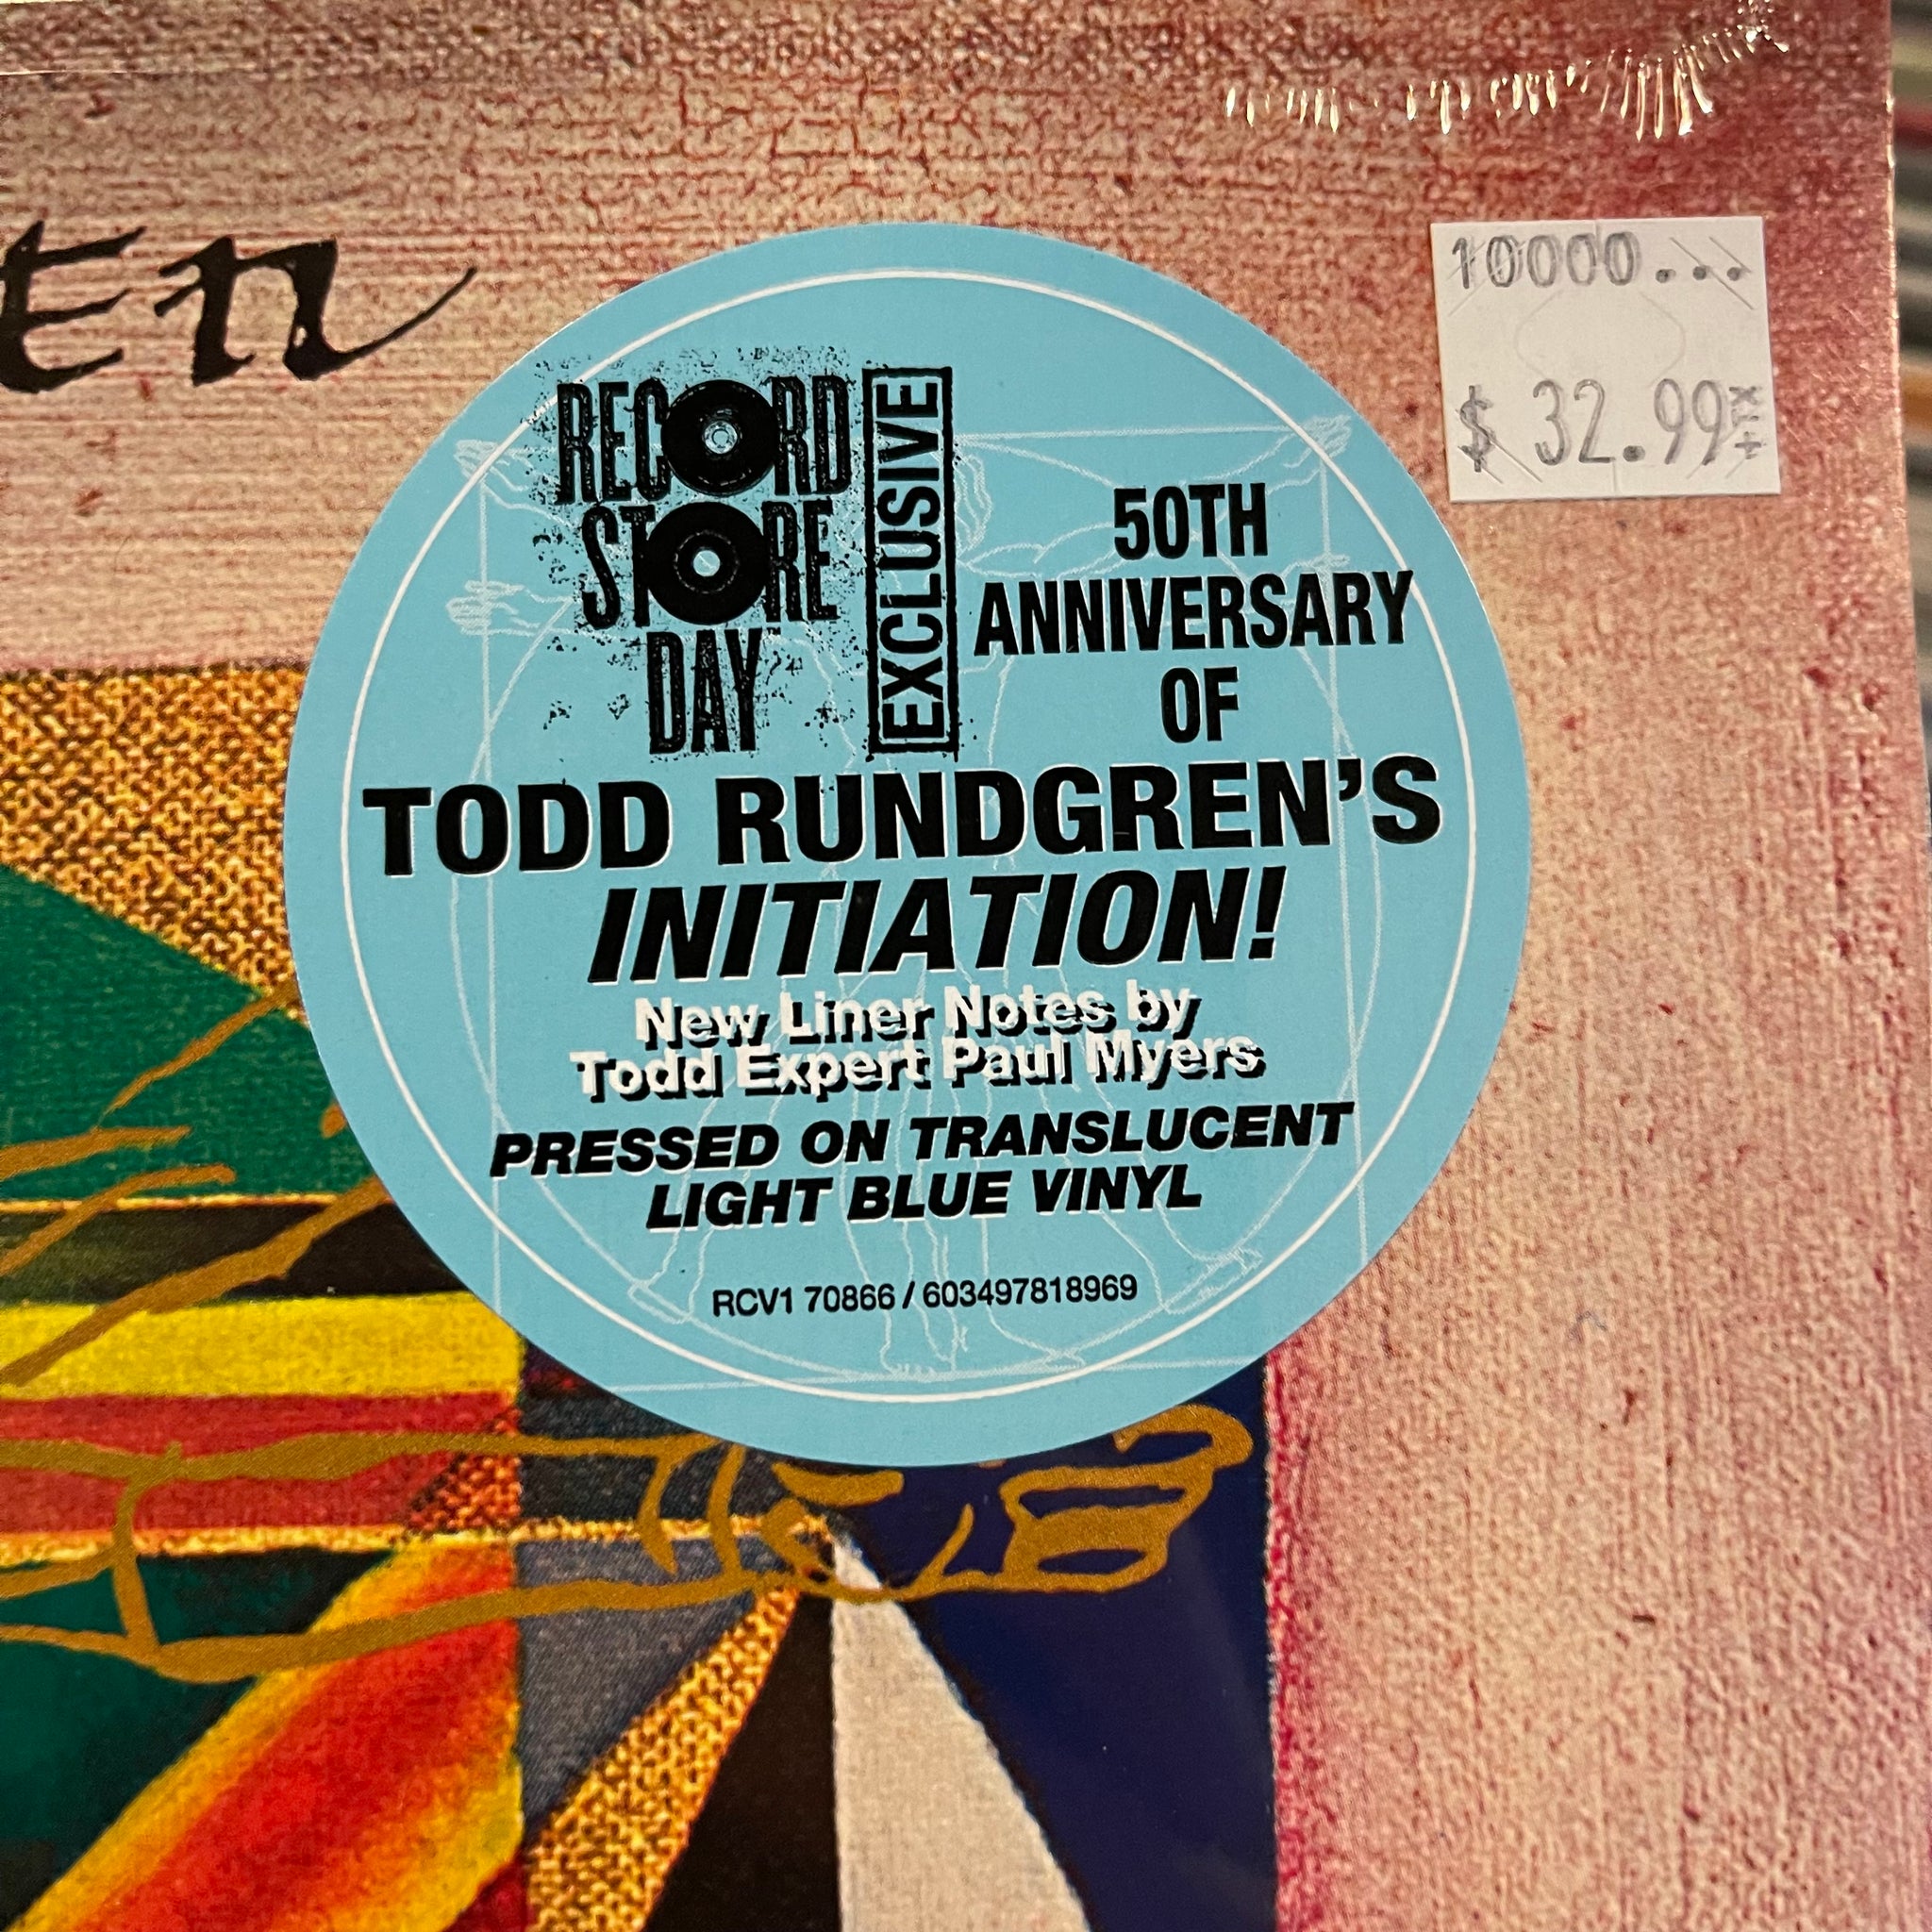 en
10000...
$ 32.99
RECORD
STORE
DAY
EXCLUSIVE
50TH
ANNIVERSARY
OF
TODD RUNDGREN'S
INITIATION!
New Liner Notes by
Todd Expert Paul Myers
PRESSED ON TRANSLUCENT
LIGHT BLUE VINYL
RCV1 70866 / 603497818969